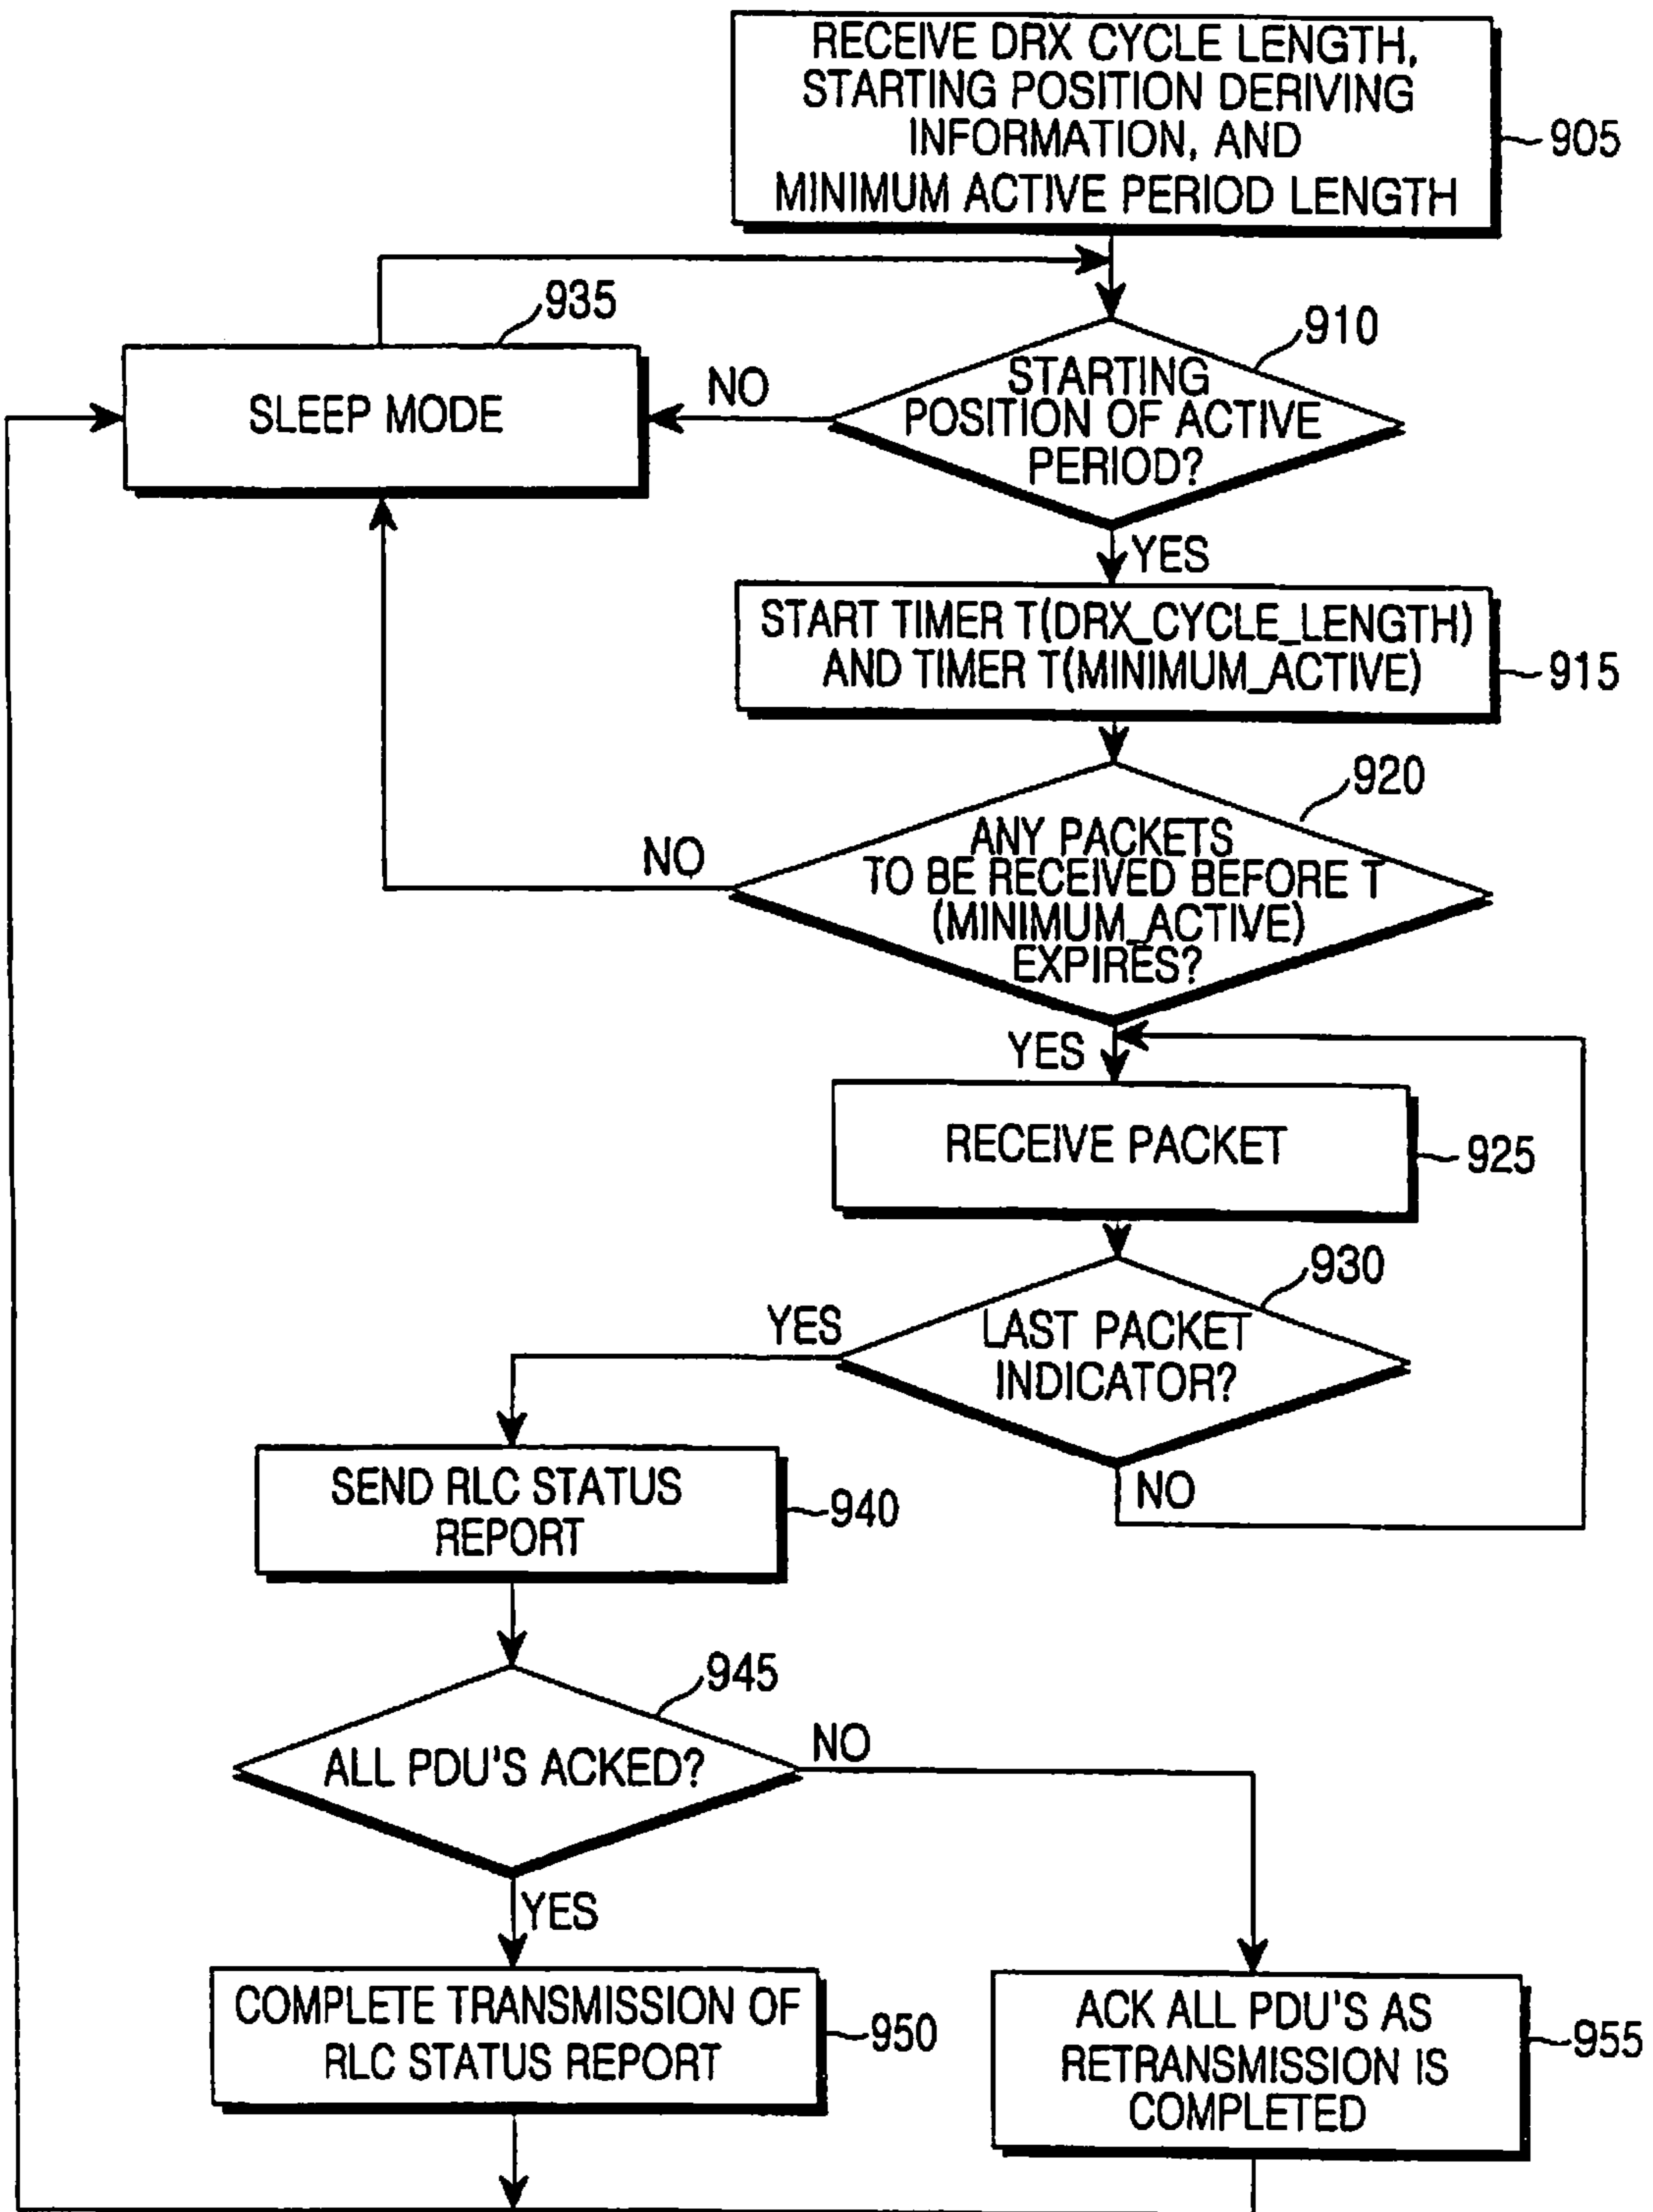 RECEIVE DRX CYCLE LENGTH,
STARTING POSITION DERIVING
INFORMATION, AND
MINIMUM ACTIVE PERIOD LENGTH
905
935
SLEEP MODE
910
STARTING
POSITION OF ACTIVE
PERIOD?
NO
YES
START TIMER T(DRX_CYCLE_LENGTH)
AND TIMER T(MINIMUM_ACTIVE)
915
920
ANY PACKETS
TO BE RECEIVED BEFORE T
(MINIMUM_ACTIVE)
EXPIRES?
NO
YES
RECEIVE PACKET
925
930
LAST PACKET
INDICATOR?
YES
NO
SEND RLC STATUS
REPORT
940
945
ALL PDU'S ACKED?
NO
YES
COMPLETE TRANSMISSION OF
RLC STATUS REPORT
950
ACK ALL PDU'S AS
RETRANSMISSION IS
COMPLETED
955